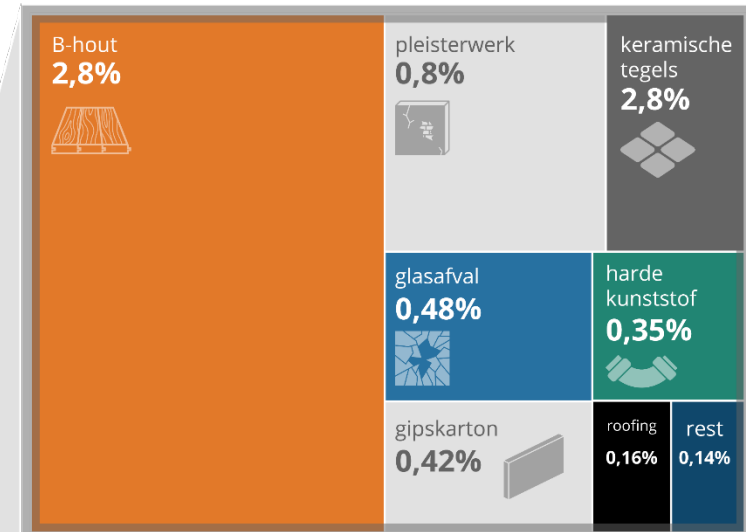 B-hout
2,8%
pleisterwerk
0,8%
keramische
tegels
2,8%
glasafval
0,48%
harde
kunststof
0,35%
gipskarton
0,42%
roofing
0,16%
rest
0,14%